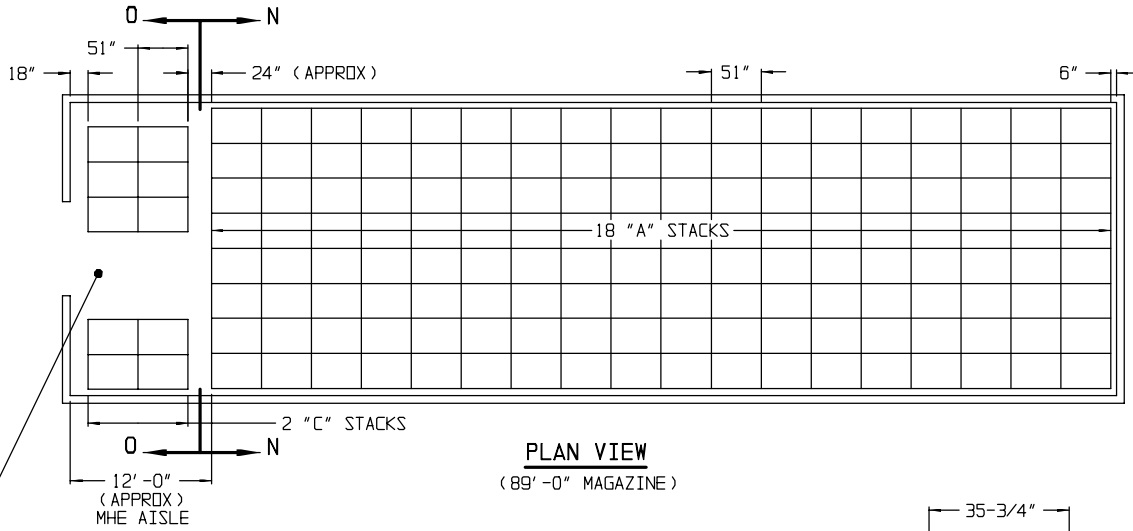 O N
51"
18"
24" (APPROX)
51"
6"
18 "A" STACKS
2 "C" STACKS
O N
PLAN VIEW
(89'-0" MAGAZINE)
12'-0"
(APPROX)
MHE AISLE
35-3/4"